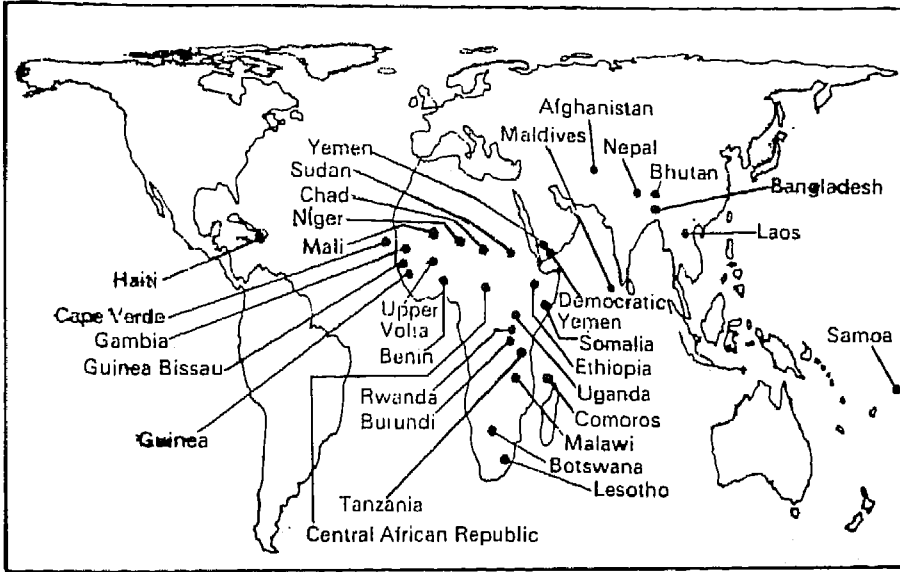 Afghanistan
Maldives
Nepal
Bhutan
Bangladesh
Laos
Yemen
Sudan
Chad
Niger
Mali
Haiti
Cape Verde
Gambia
Guinea Bissau
Guinea
Upper
Volta
Benin
Rwanda
Burundi
Tanzania
Central African Republic
Democratic
Yemen
Somalia
Ethiopia
Uganda
Comoros
Malawi
Botswana
Lesotho
Samoa